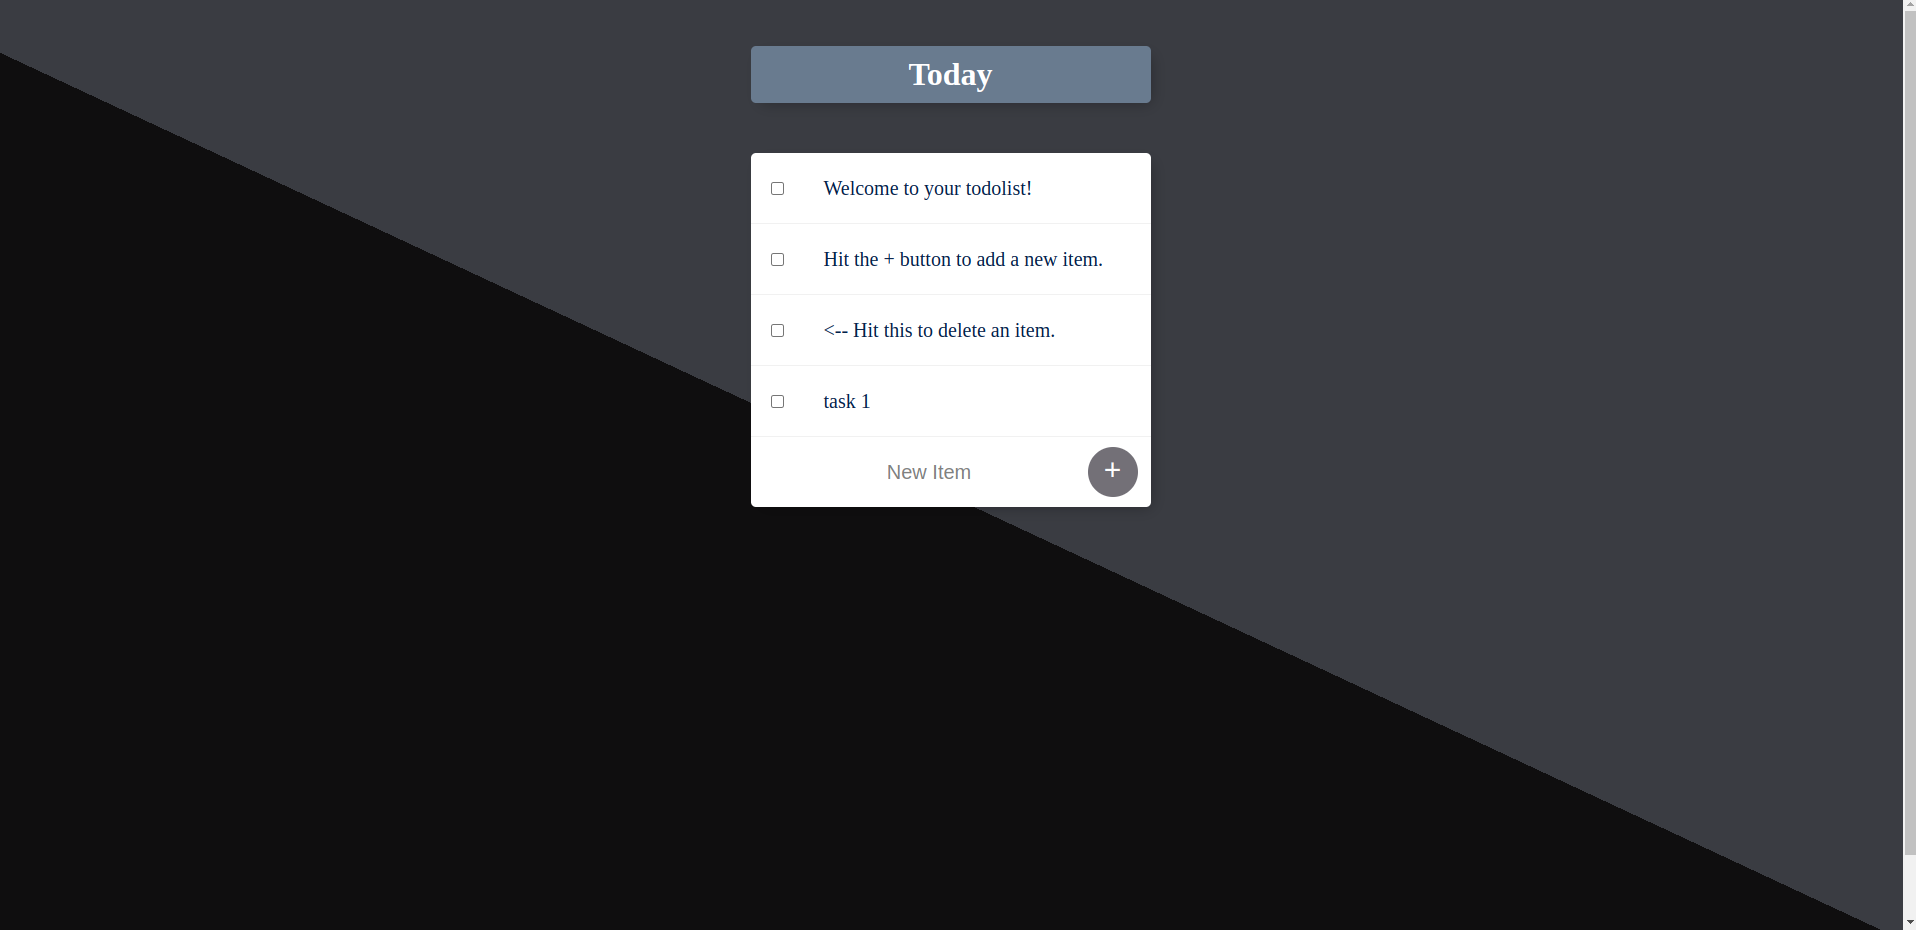 Today
Welcome to your todolist!
Hit the + button to add a new item.
<-- Hit this to delete an item.
task 1
New Item
+